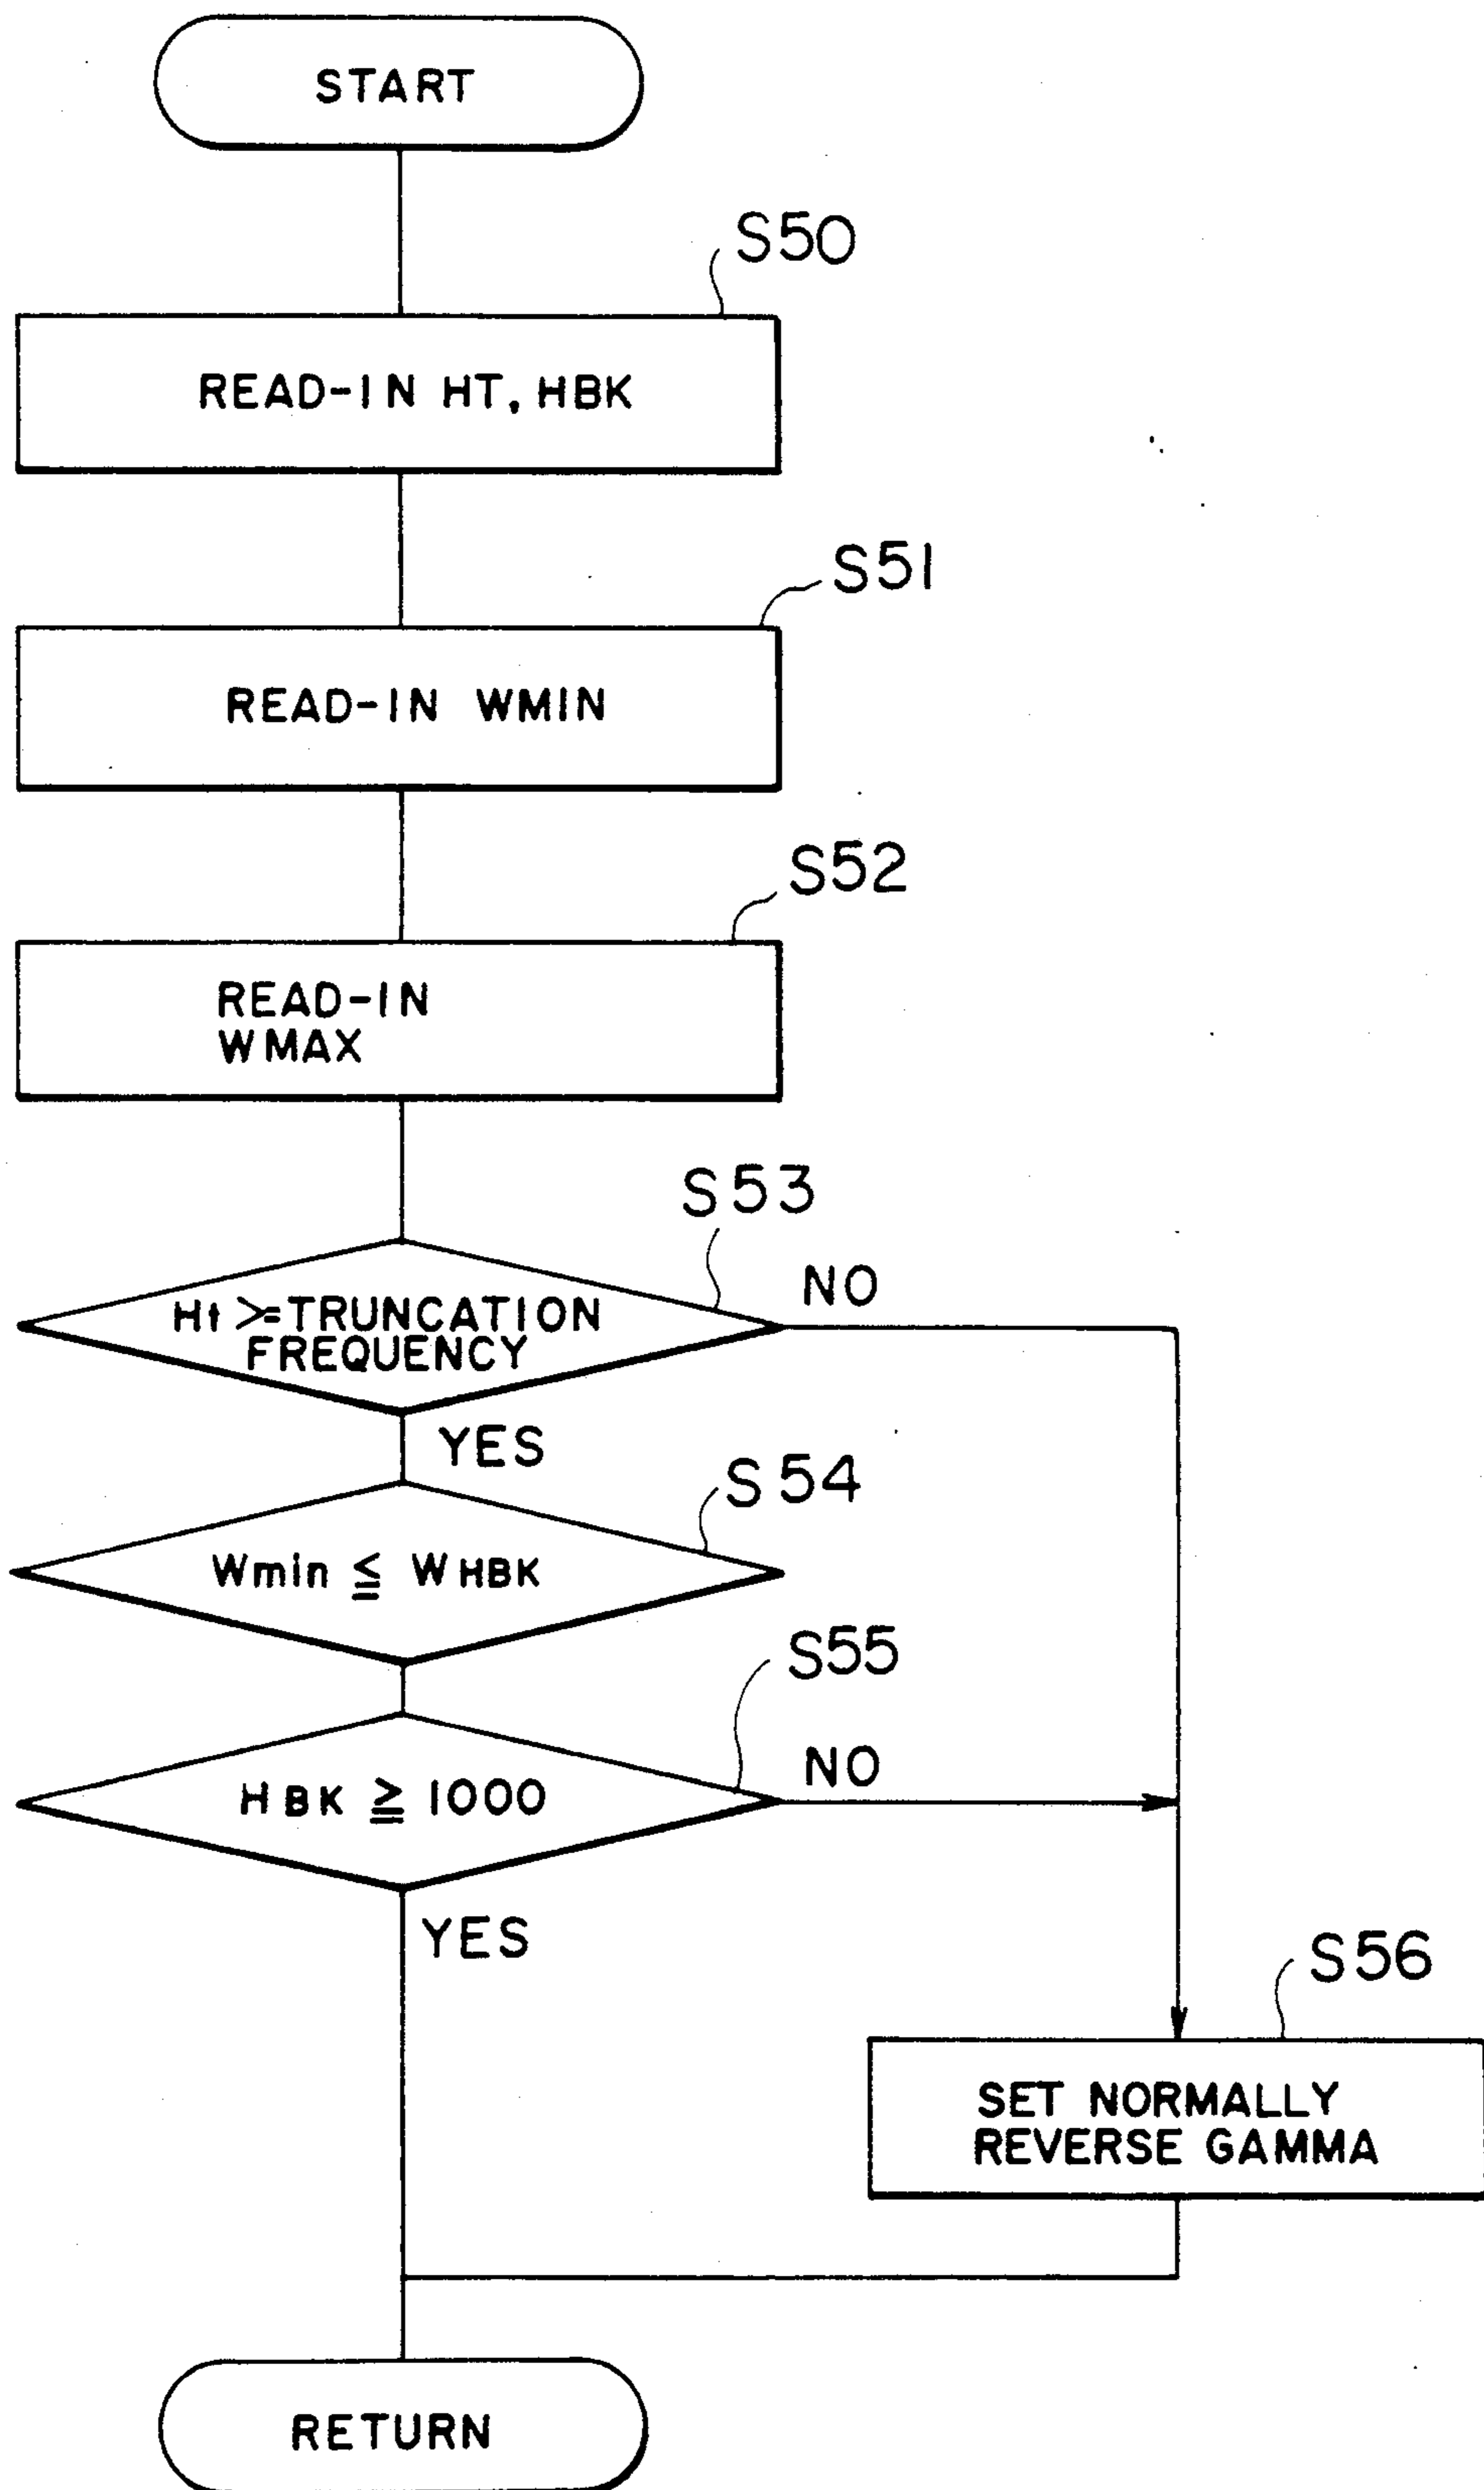 START
S50
READ-IN HT, HBK
S51
READ-IN WMIN
S52
READ-IN
WMAX
S53
NO
Ht >=TRUNCATION
FREQUENCY
YES
S54
Wmin ≦ WHBK
S55
NO
HBK ≧ 1000
YES
S56
SET NORMALLY
REVERSE GAMMA
RETURN